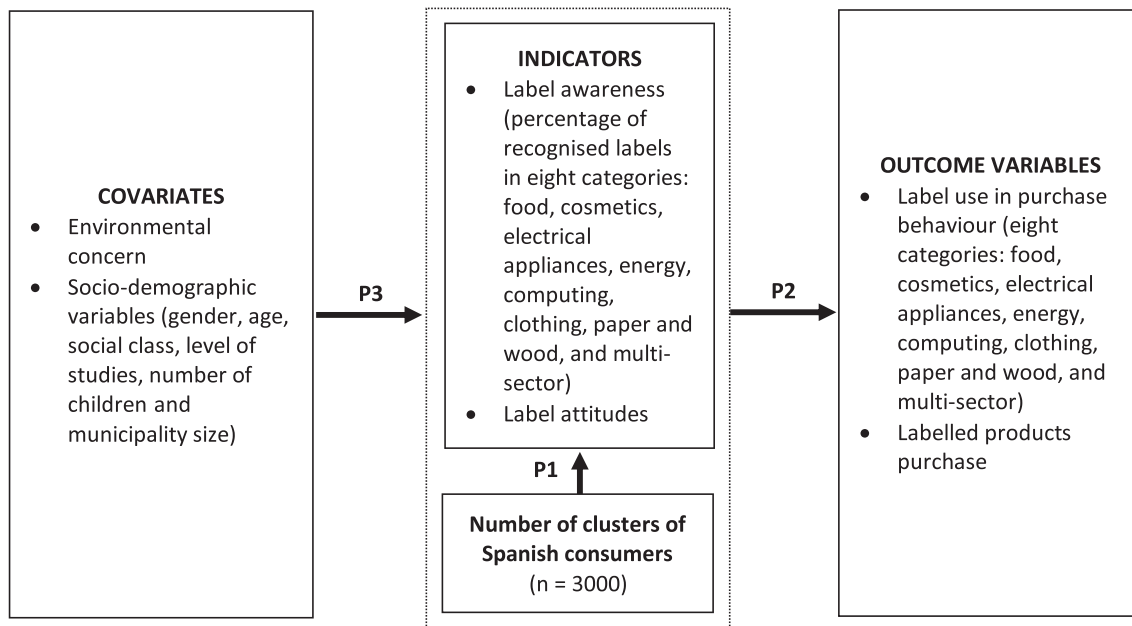 COVARIATES
• Environmental
concern
• Socio-demographic
variables (gender, age,
social class, level of
studies, number of
children and
municipality size)
P3
INDICATORS
• Label awareness
(percentage of
recognised labels
in eight categories:
food, cosmetics,
electrical
appliances, energy,
computing,
clothing, paper and
wood, and multi-
sector)
• Label attitudes
P1
Number of clusters of
Spanish consumers
(n = 3000)
P2
OUTCOME VARIABLES
• Label use in purchase
behaviour (eight
categories: food,
cosmetics, electrical
appliances, energy,
computing, clothing,
paper and wood, and
multi-sector)
• Labelled products
purchase